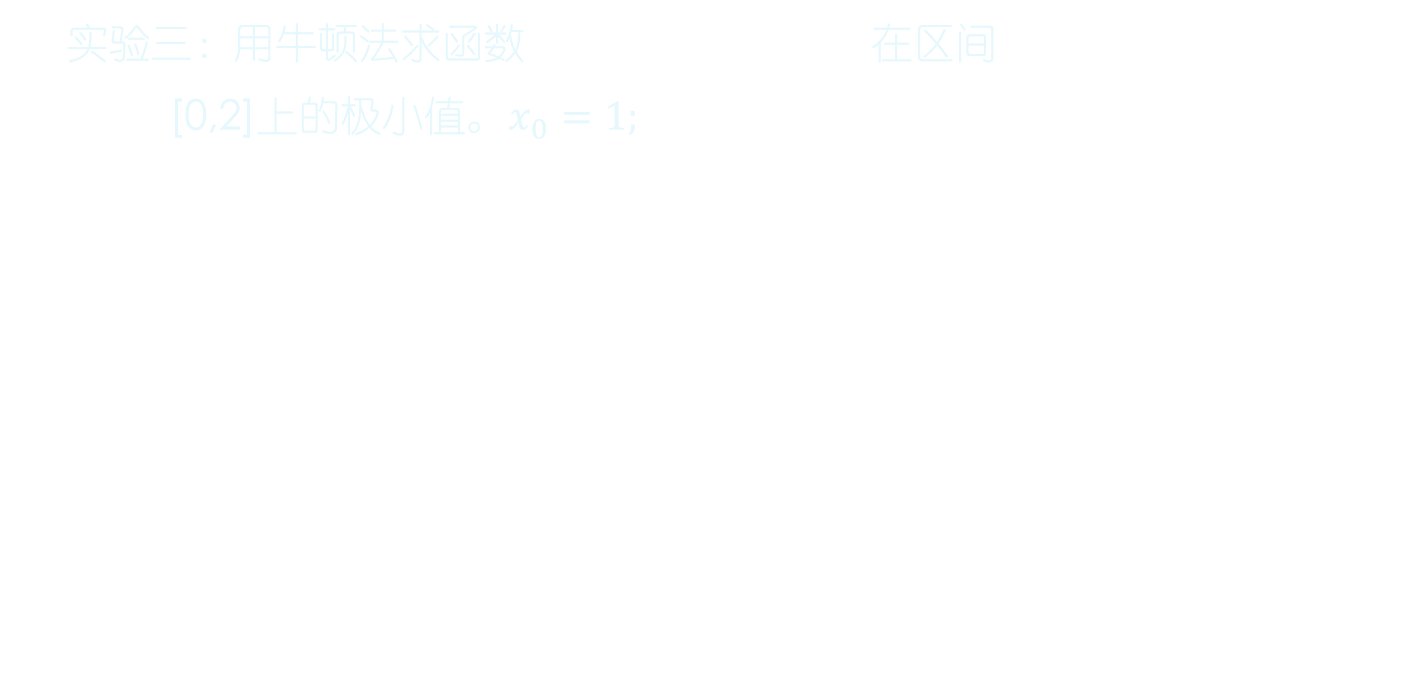 实验三：用牛顿法求函数 在区间
[0,2]上的极小值。x₀ = 1;